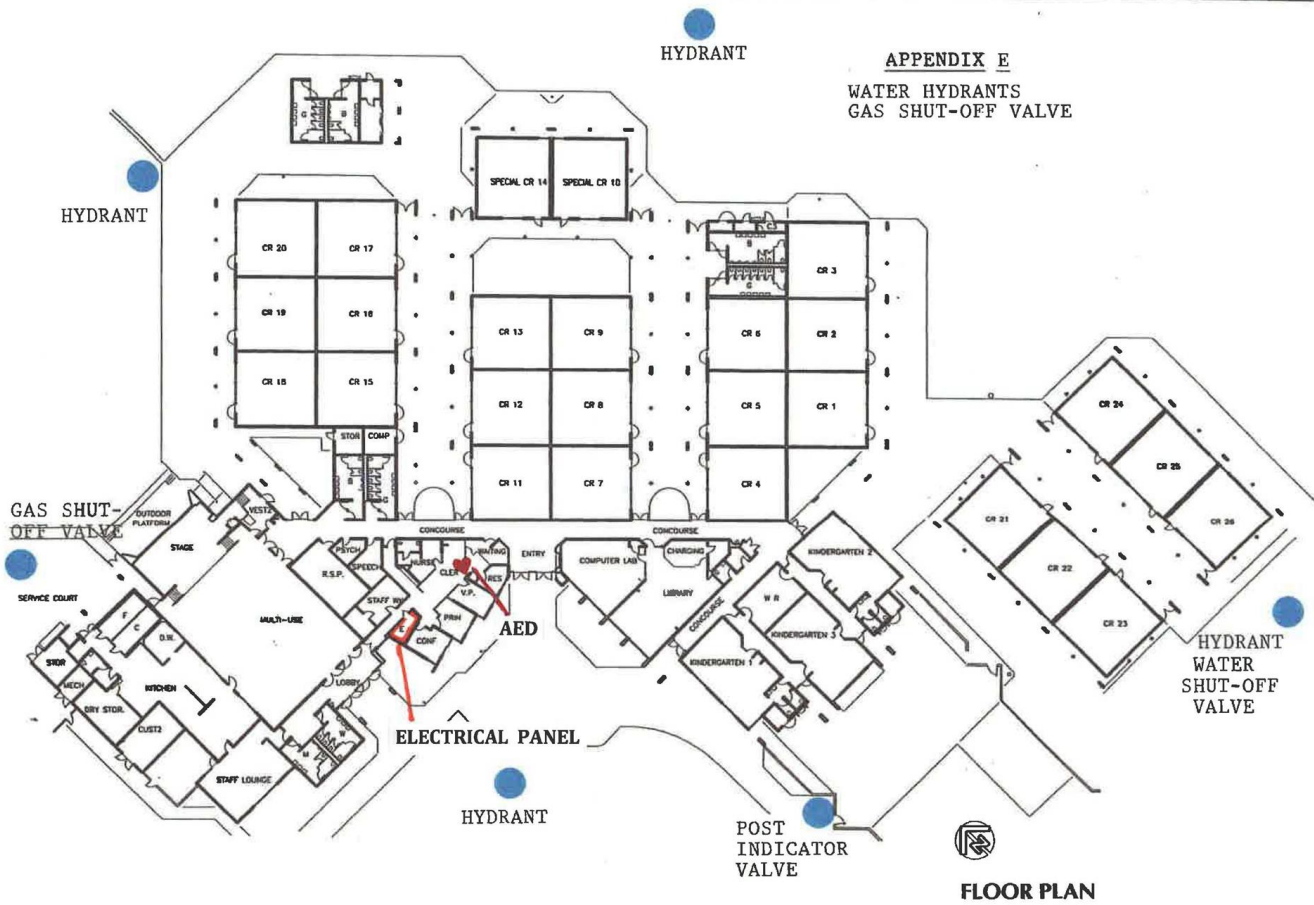 HYDRANT
APPENDIX E
WATER HYDRANTS
GAS SHUT-OFF VALVE
HYDRANT
G
B
SPECIAL CR 14
SPECIAL CR 10
CR 20
CR 17
CR 19
CR 18
CR 16
CR 15
STOR
COMP
B
G
CR 13
CR 9
CR 12
CR 8
CR 11
CR 7
B
G
CR 3
CR 6
CR 2
CR 5
CR 1
CR 4
CR 24
CR 25
CR 26
CR 21
CR 22
CR 23
GAS SHUT-
OFF VALVE
OUTDOOR
PLATFORM
VEST2
STAGE
SERVICE COURT
CONCOURSE
CONCOURSE
PSYCH
SPEECH
R.S.P.
STAFF WK
NURSE
CLER
WAITING
RES
V.P.
PRIN
CONF
E
ENTRY
AED
COMPUTER LAB
CHARGING
LIBRARY
CONCOURSE
KINDERGARTEN 2
W R
KINDERGARTEN 3
KINDERGARTEN 1
MULTI-USE
F
C
D.W.
STOR
MECH
KITCHEN
DRY STOR.
CUST2
LOBBY
W
M
STAFF LOUNGE
ELECTRICAL PANEL
HYDRANT
HYDRANT
WATER
SHUT-OFF
VALVE
POST
INDICATOR
VALVE
FLOOR PLAN